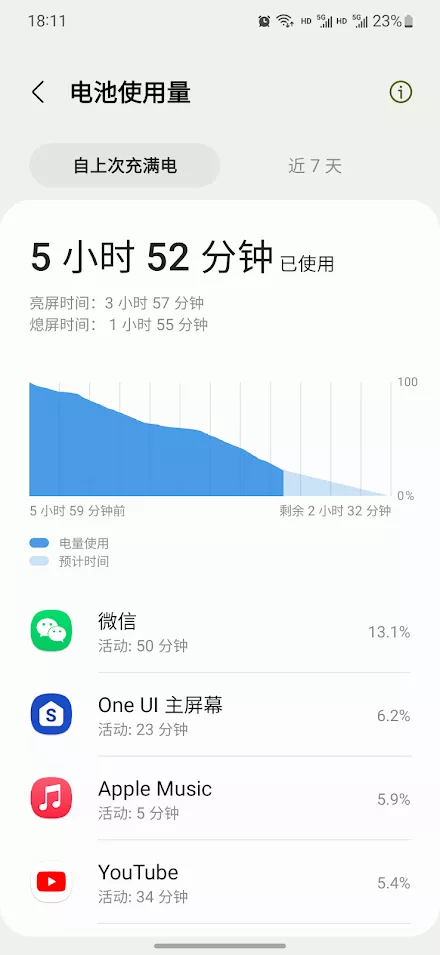 18:11 HD 5G HD 5G 23%
电池使用量
自上次充满电 近 7 天
5 小时 52 分钟 已使用
亮屏时间：3 小时 57 分钟
熄屏时间： 1 小时 55 分钟
100
0%
5 小时 59 分钟前 剩余 2 小时 32 分钟
电量使用
预计时间
微信
活动: 50 分钟
13.1%
One UI 主屏幕
活动: 23 分钟
6.2%
Apple Music
活动: 5 分钟
5.9%
YouTube
活动: 34 分钟
5.4%